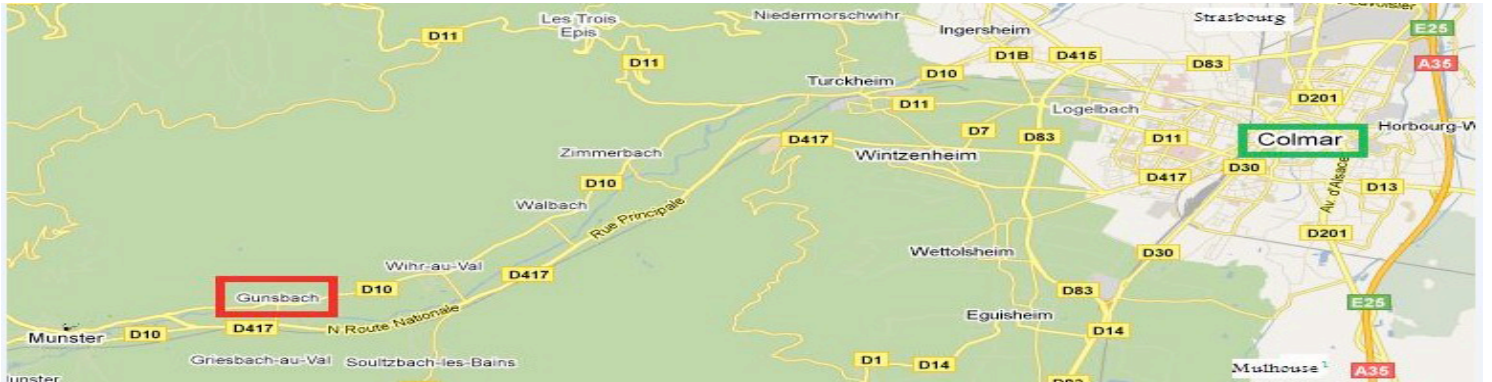 Les Trois
Epis
Niedermorschwihr
Ingersheim
Strasbourg
E25
D11
D1B
D415
D83
A35
D11
Turckheim
D10
D201
D11
Logelbach
Horbourg-W
D417
D7
D83
D11
Colmar
Zimmerbach
Wintzenheim
D30
D10
D417
D13
Walbach
Rue Principale
Av. d'Alsace
D201
Wettolsheim
D30
Wihr-au-Val
D417
Gunsbach
D10
D83
E25
Munster
D10
D417
N Route Nationale
Eguisheim
D14
Griesbach-au-Val
Soultzbach-les-Bains
D1
D14
Mulhouse
A35
unster